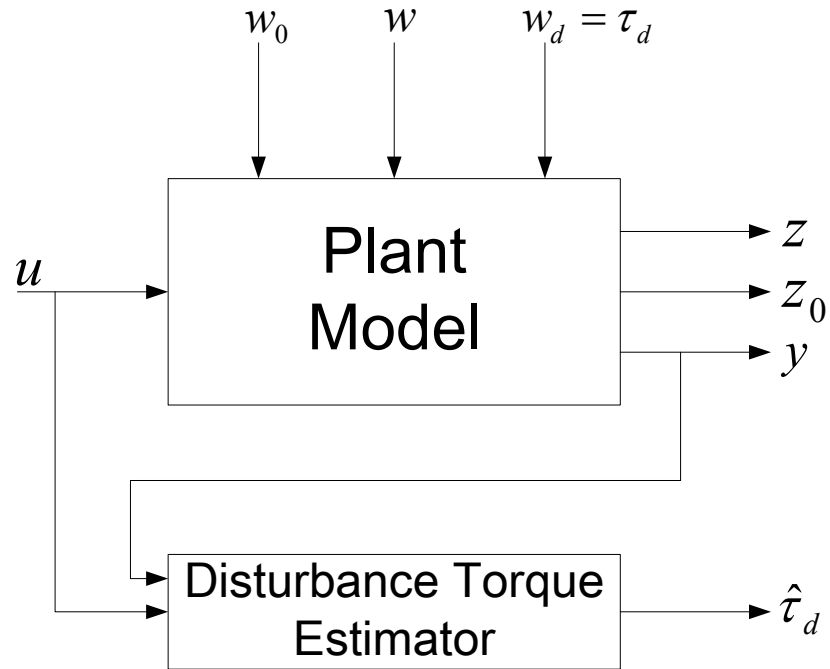 w₀ w w_d = τ_d
Plant
Model
u
z
z₀
y
Disturbance Torque
Estimator
τ̂_d